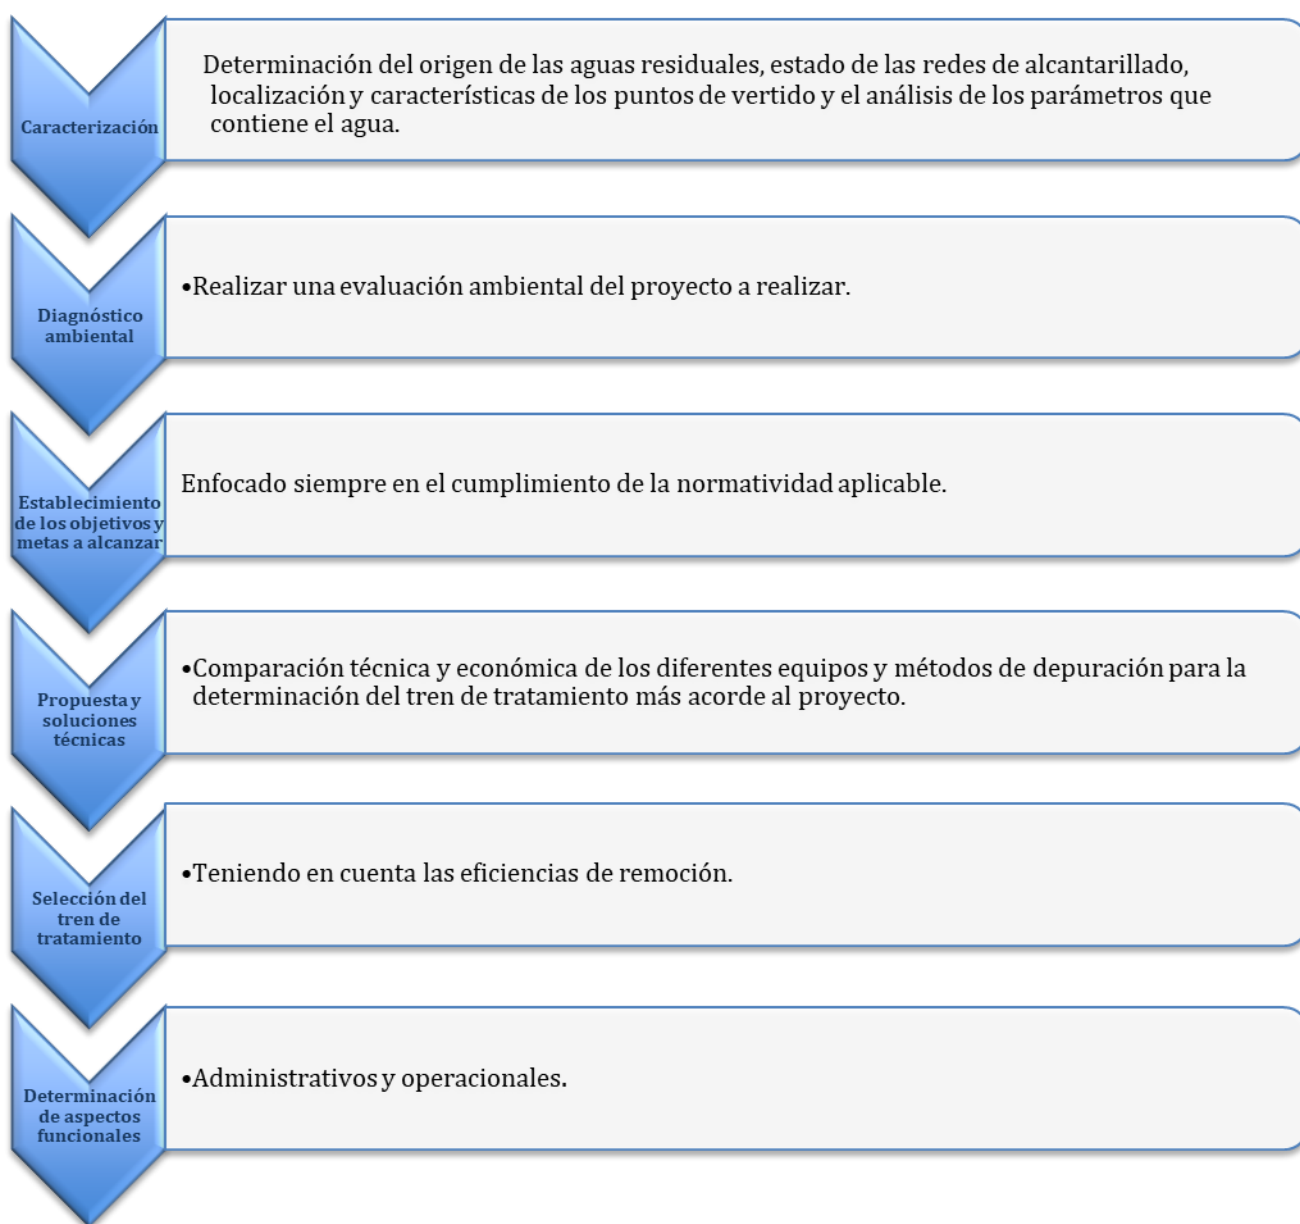 Caracterización
Determinación del origen de las aguas residuales, estado de las redes de alcantarillado,
localización y características de los puntos de vertido y el análisis de los parámetros que
contiene el agua.
Diagnóstico
ambiental
•Realizar una evaluación ambiental del proyecto a realizar.
Establecimiento
de los objetivos y
metas a alcanzar
Enfocado siempre en el cumplimiento de la normatividad aplicable.
Propuesta y
soluciones
técnicas
•Comparación técnica y económica de los diferentes equipos y métodos de depuración para la
determinación del tren de tratamiento más acorde al proyecto.
Selección del
tren de
tratamiento
•Teniendo en cuenta las eficiencias de remoción.
Determinación
de aspectos
funcionales
•Administrativos y operacionales.